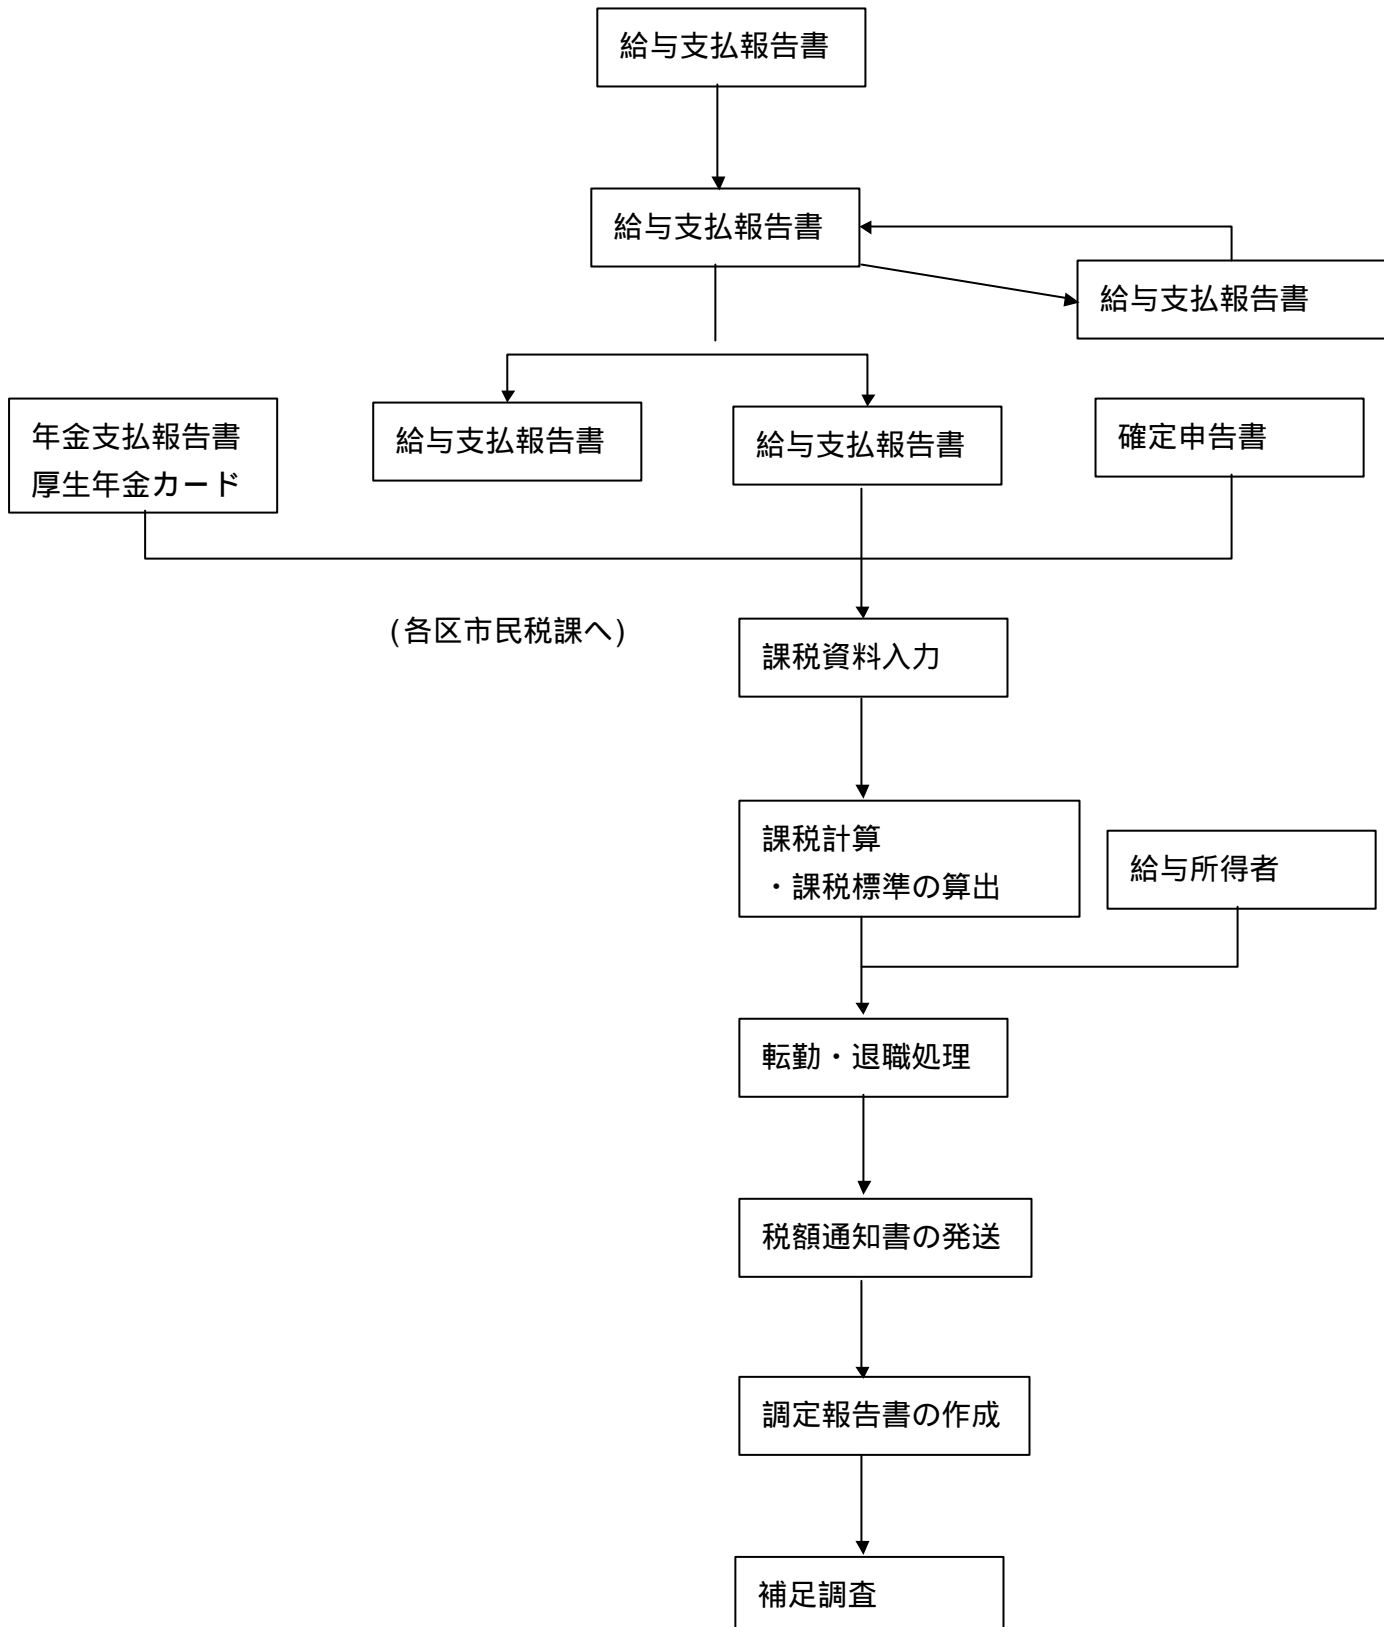 給与支払報告書
給与支払報告書
給与支払報告書
年金支払報告書
厚生年金カード
給与支払報告書
給与支払報告書
確定申告書
(各区市民税課へ)
課税資料入力
課税計算
・課税標準の算出
給与所得者
転勤・退職処理
税額通知書の発送
調定報告書の作成
補足調査